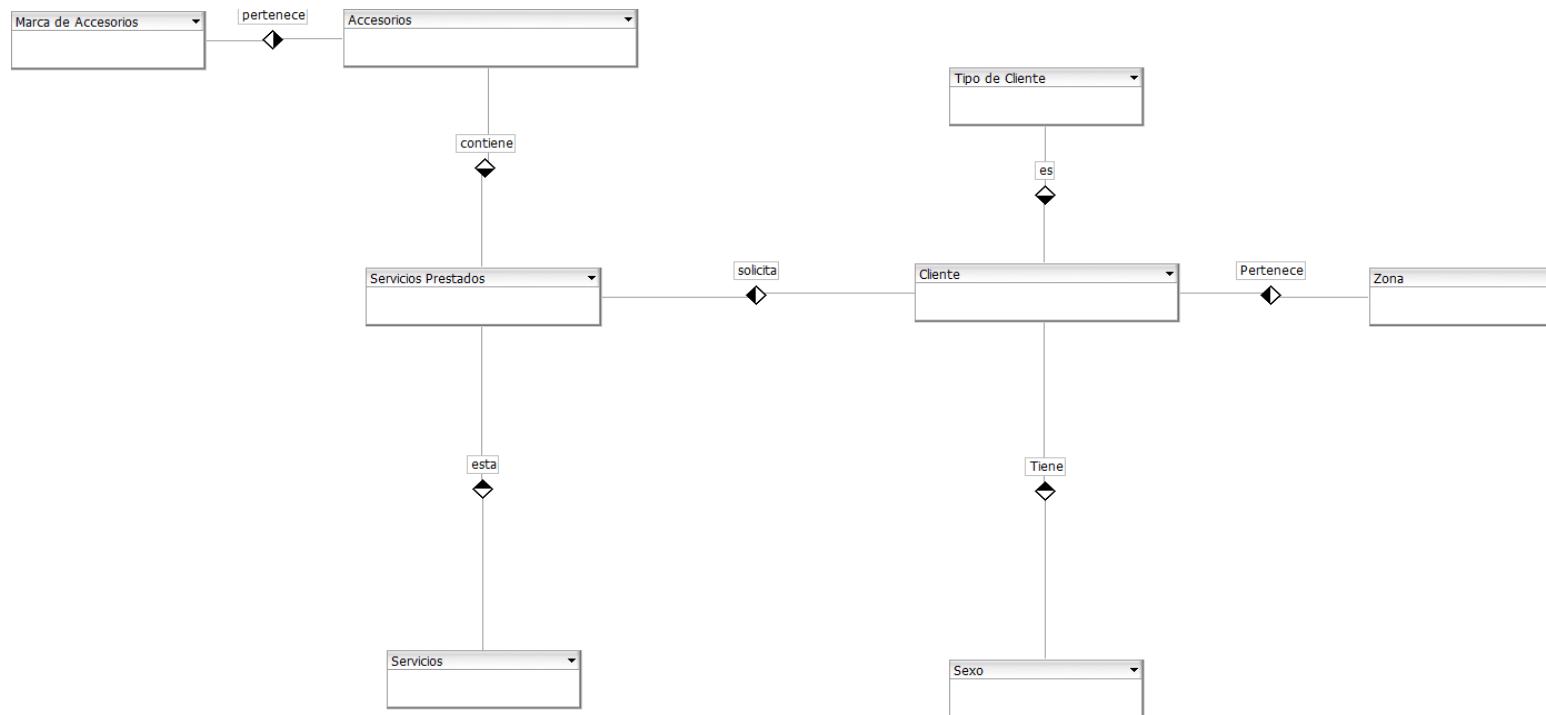 pertenece
Marca de Accesorios
Accesorios
Tipo de Cliente
contiene
es
Servicios Prestados
solicita
Cliente
Pertenece
Zona
esta
Tiene
Servicios
Sexo